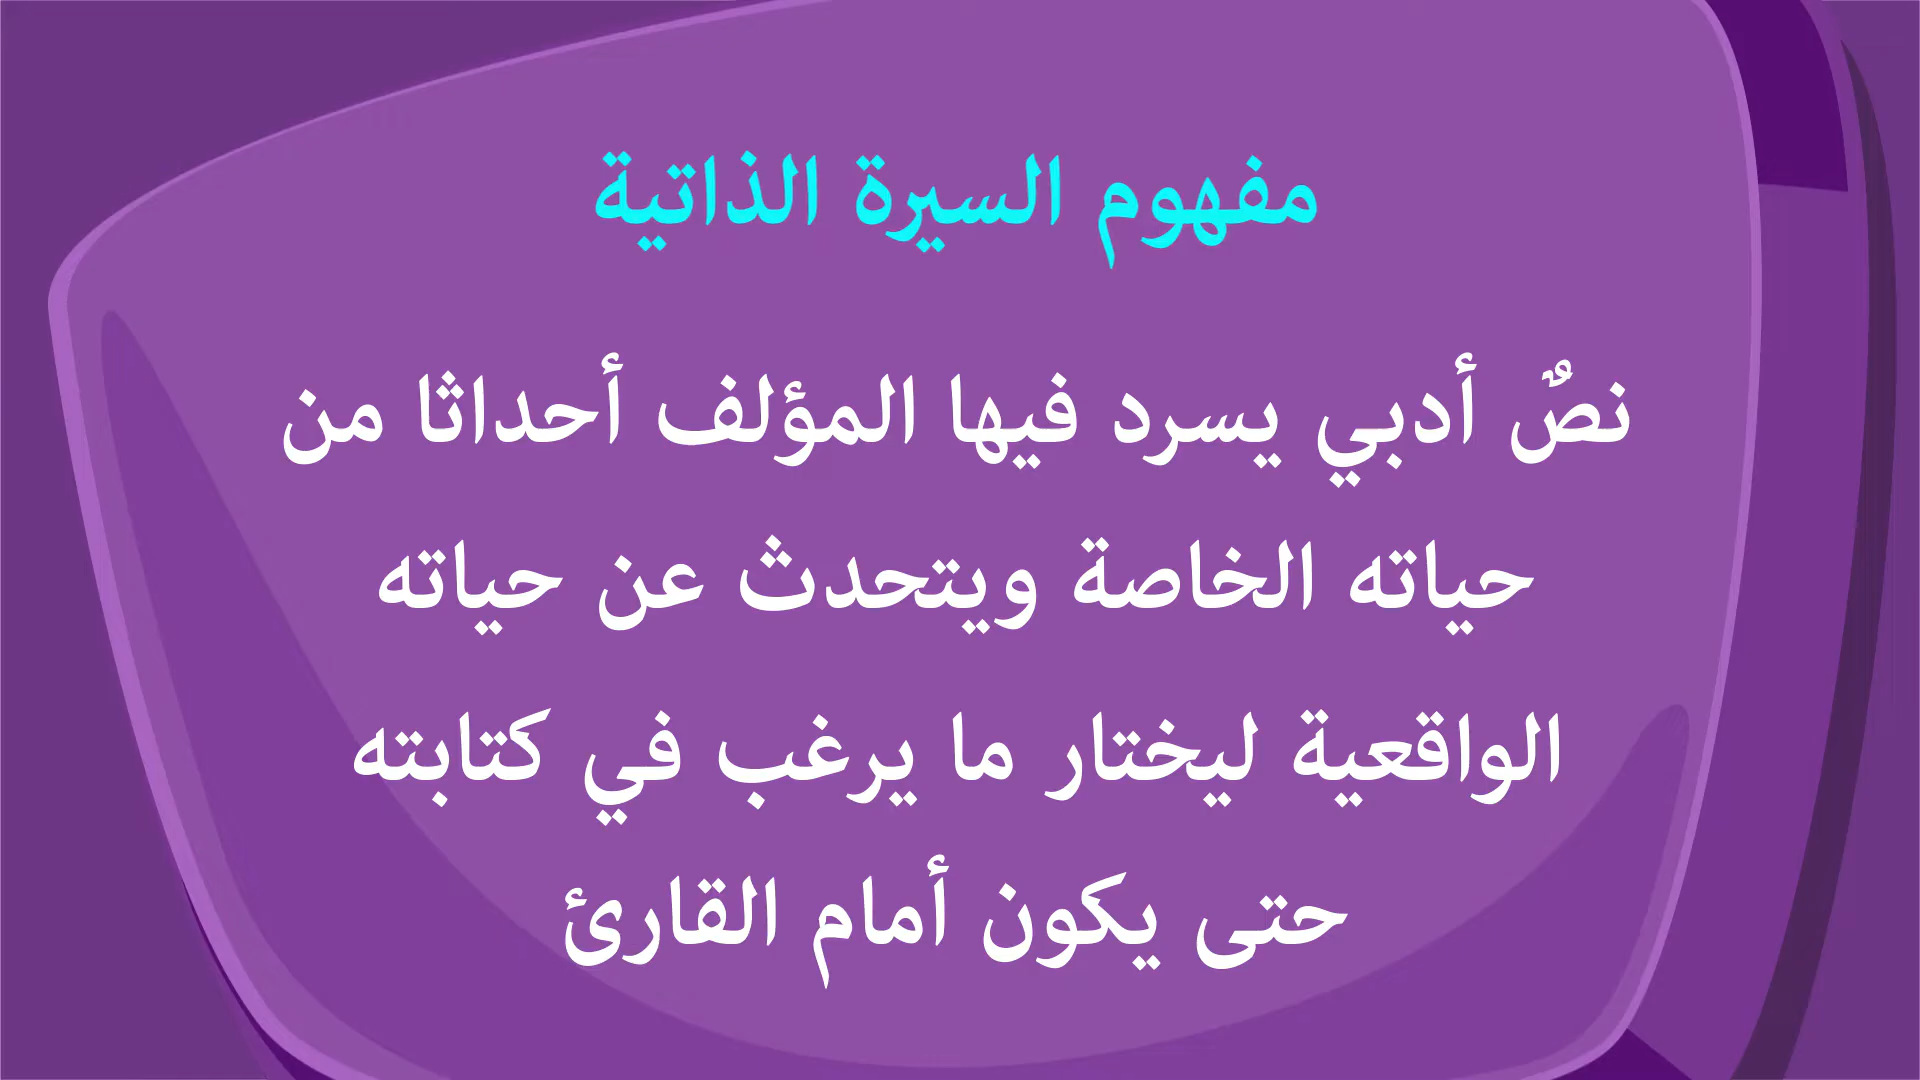 مفهوم السيرة الذاتية
نصٌ أدبي يسرد فيها المؤلف أحداثا من
حياته الخاصة ويتحدث عن حياته
الواقعية ليختار ما يرغب في كتابته
حتى يكون أمام القارئ